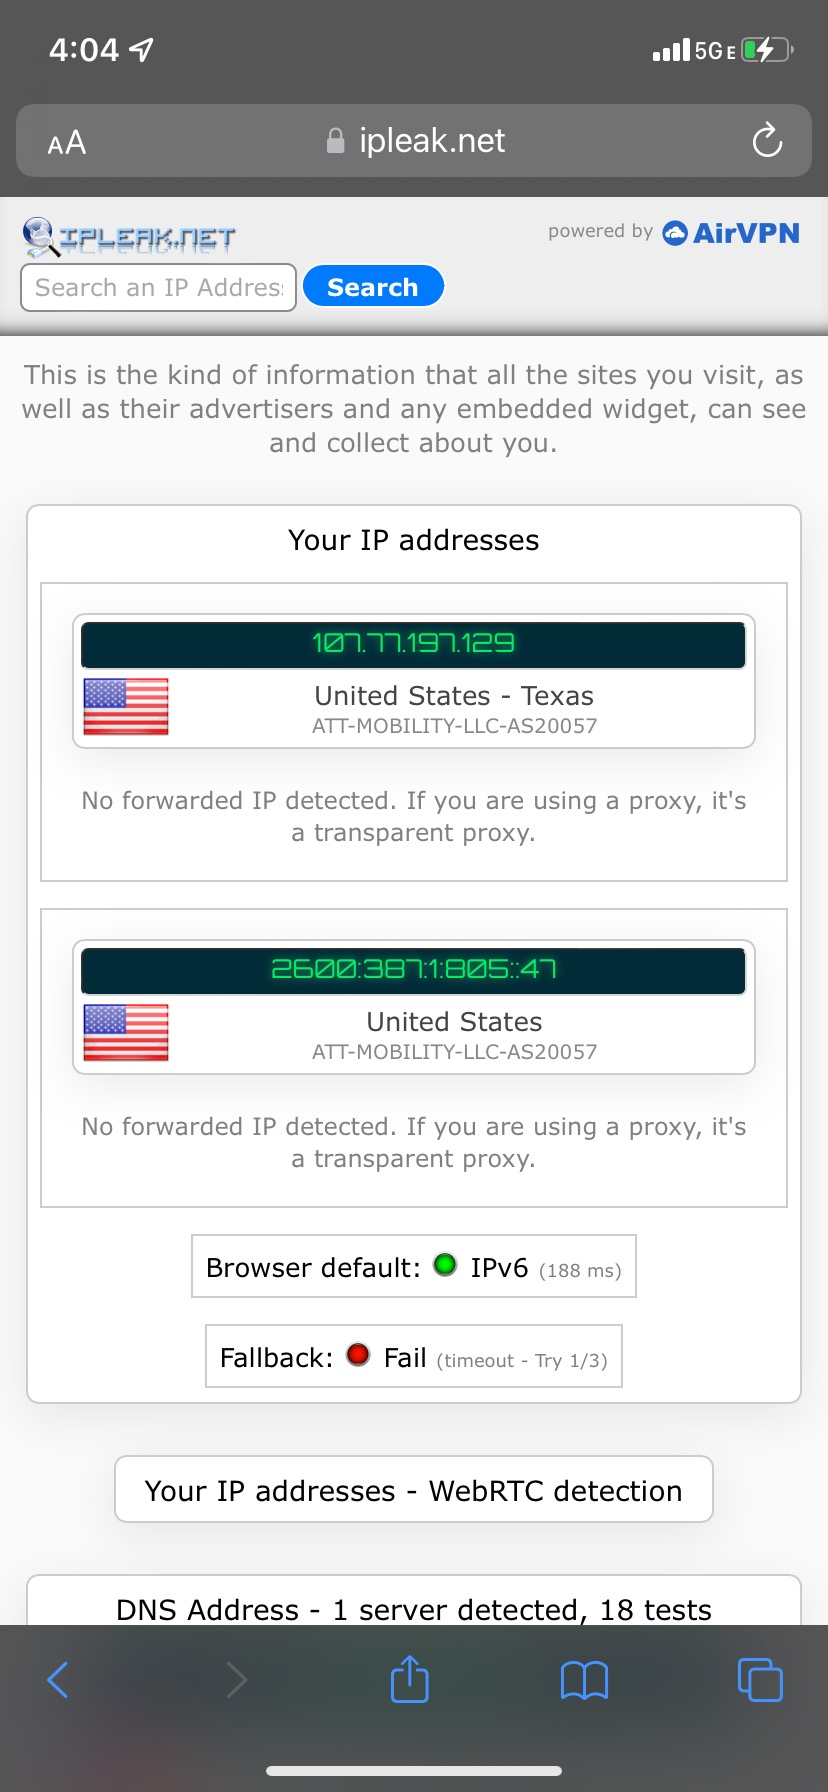 4:04
5G E
AA
ipleak.net
IPLEAK.NET
powered by AirVPN
Search an IP Addres
Search
This is the kind of information that all the sites you visit, as
well as their advertisers and any embedded widget, can see
and collect about you.
Your IP addresses
107.77.197.129
United States - Texas
ATT-MOBILITY-LLC-AS20057
No forwarded IP detected. If you are using a proxy, it's
a transparent proxy.
2600:387:1:805::47
United States
ATT-MOBILITY-LLC-AS20057
No forwarded IP detected. If you are using a proxy, it's
a transparent proxy.
Browser default: IPv6 (188 ms)
Fallback: Fail (timeout - Try 1/3)
Your IP addresses - WebRTC detection
DNS Address - 1 server detected, 18 tests